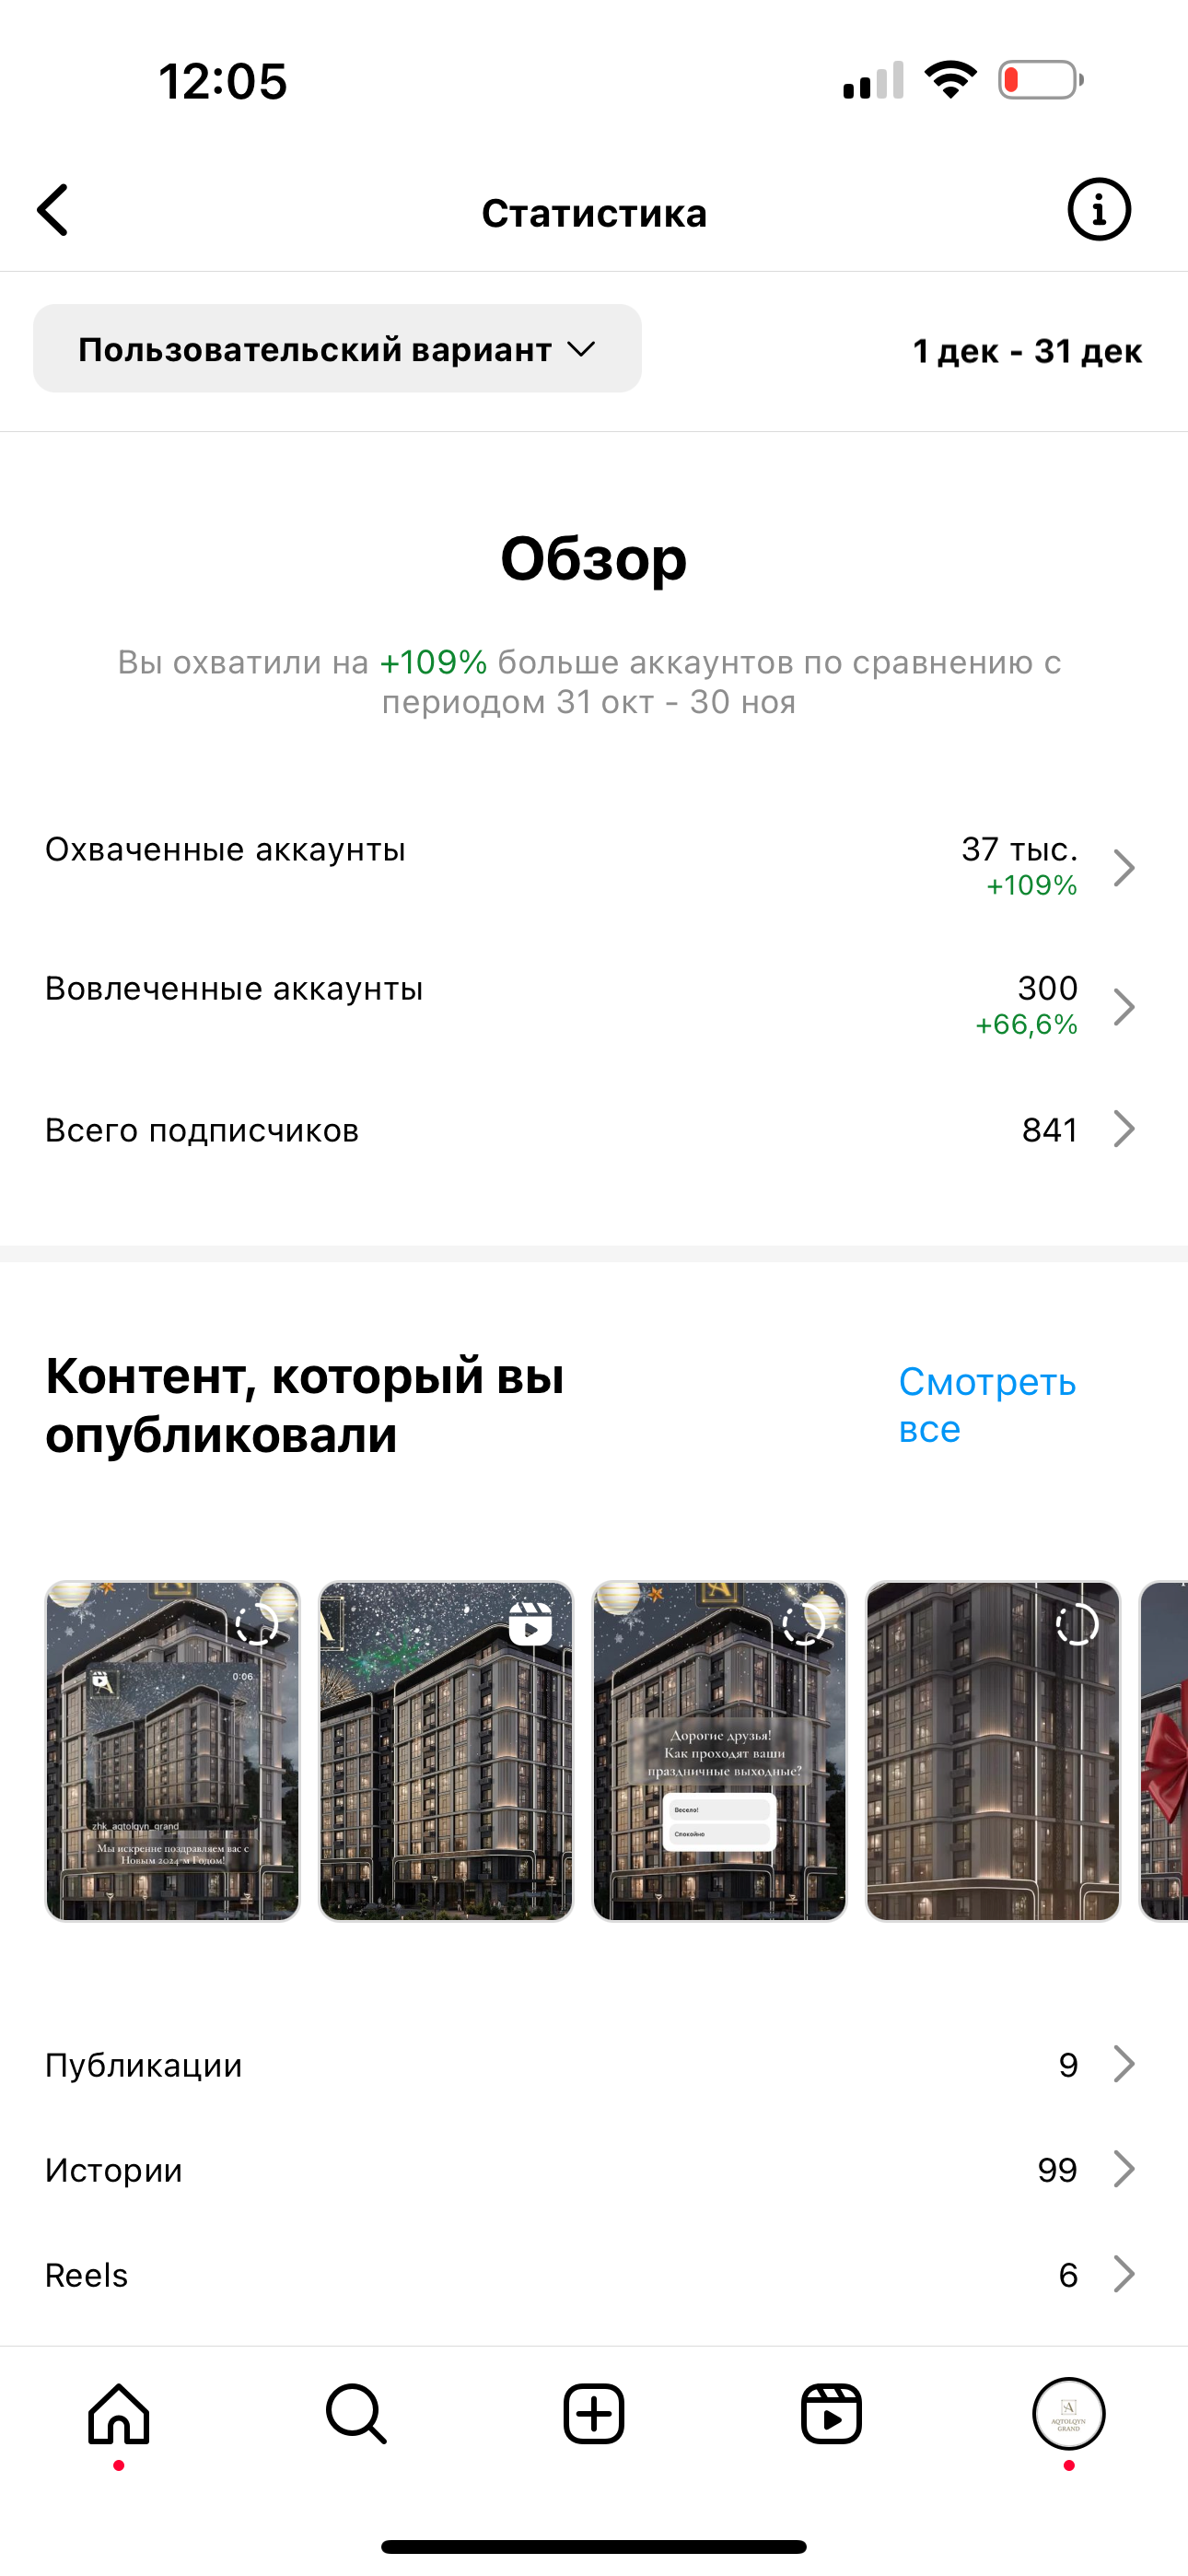 12:05
Статистика
Пользовательский вариант
1 дек - 31 дек
Обзор
Вы охватили на +109% больше аккаунтов по сравнению с
периодом 31 окт - 30 ноя
Охваченные аккаунты
37 тыс.
+109%
Вовлеченные аккаунты
300
+66,6%
Всего подписчиков
841
Контент, который вы
опубликовали
Смотреть
все
0:06
zhk_aqtolqyn_grand
Мы искренне поздравляем вас с
Новым 2024-м Годом!
Дорогие друзья!
Как проходят ваши
праздничные выходные?
Весело!
Спокойно
Публикации
9
Истории
99
Reels
6
A
AQTOLQYN
GRAND